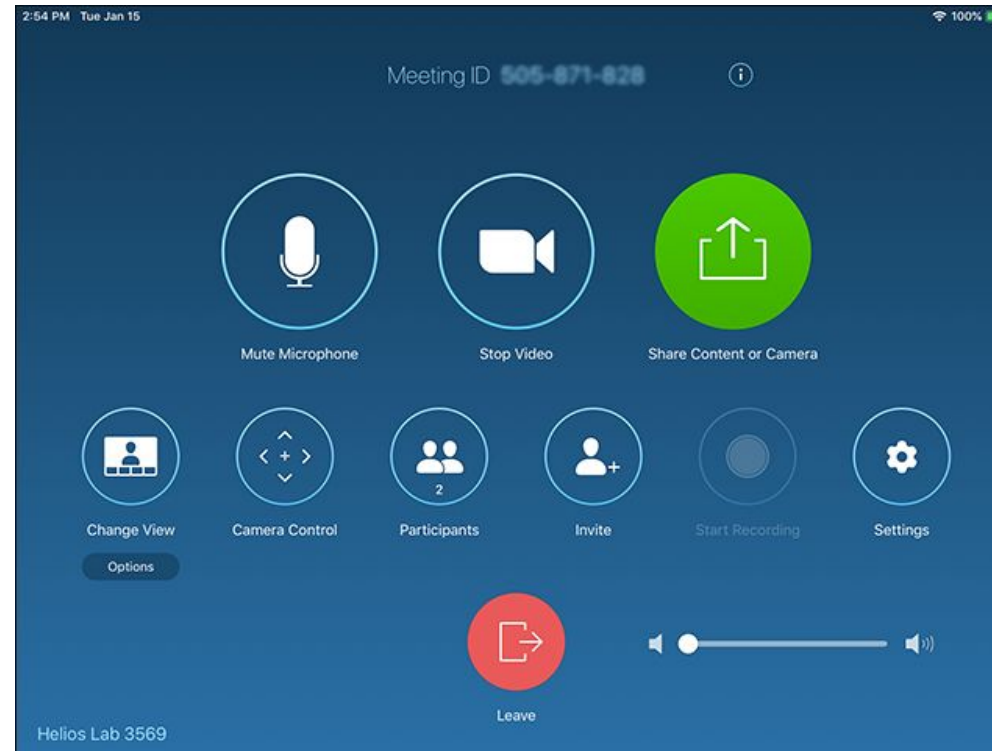 2:54 PM Tue Jan 15
100%
Meeting ID
Mute Microphone
Stop Video
Share Content or Camera
2
Change View
Camera Control
Participants
Invite
Start Recording
Settings
Options
Leave
Helios Lab 3569